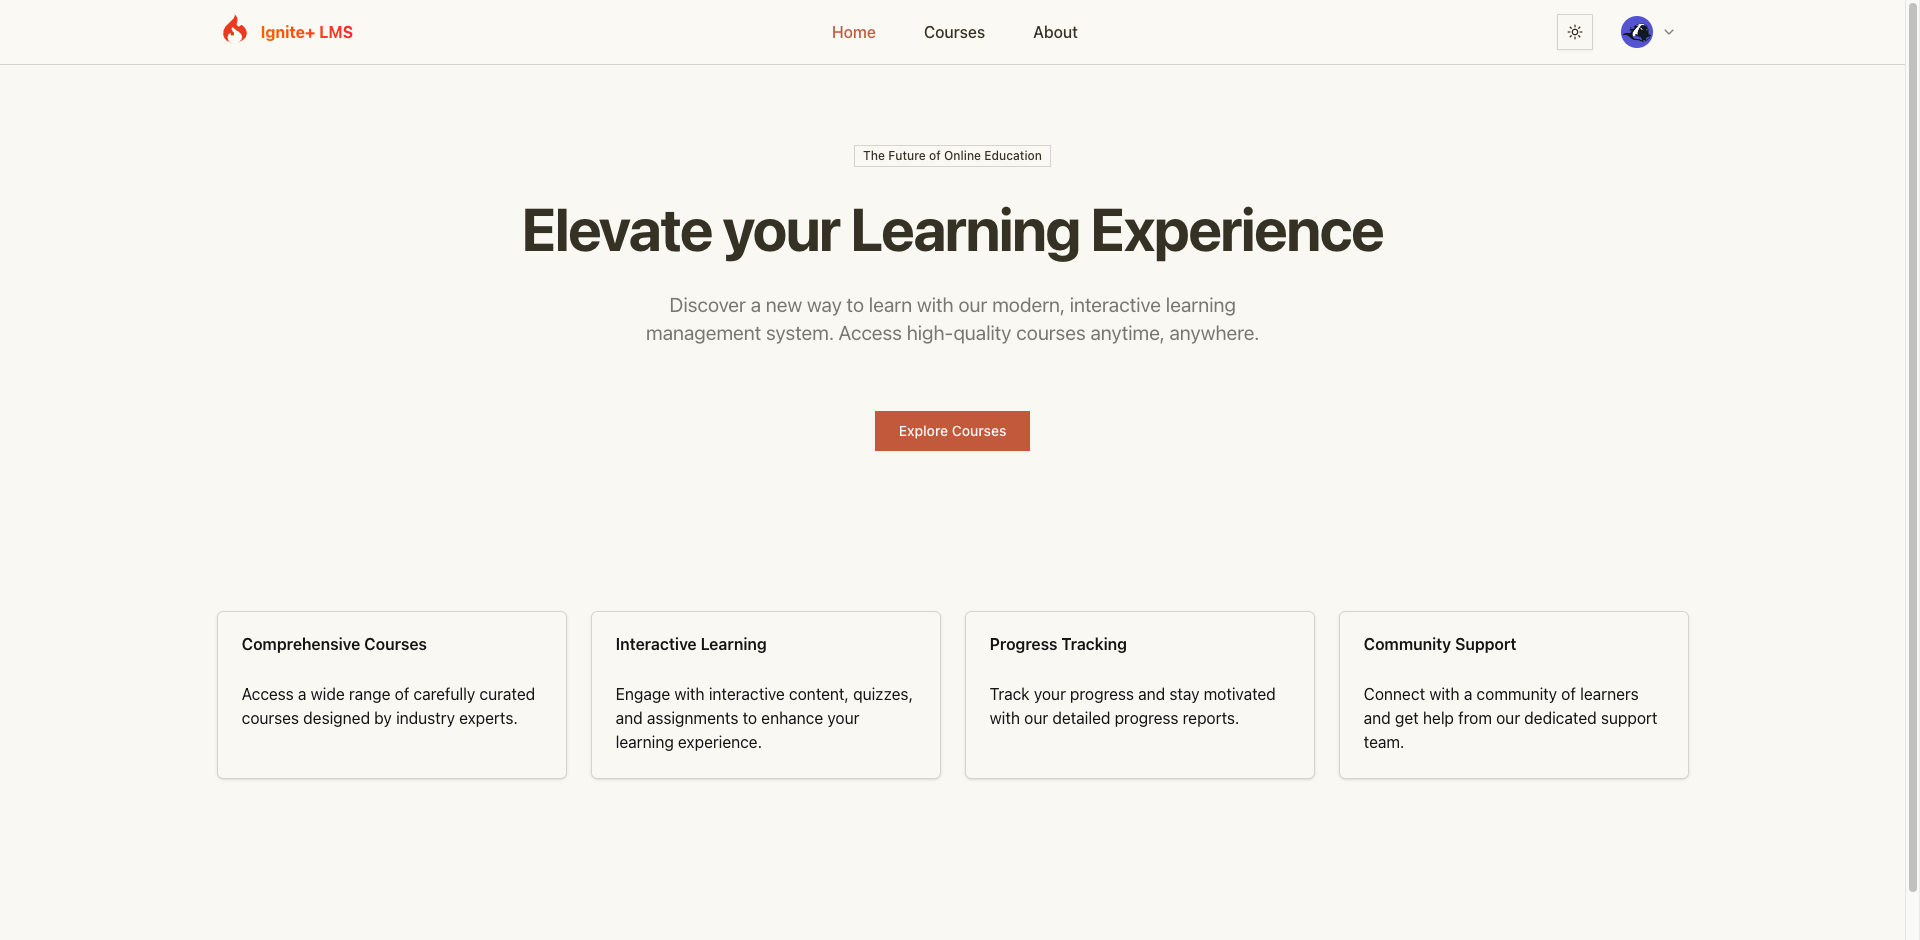 Ignite+ LMS
Home
Courses
About
The Future of Online Education
Elevate your Learning Experience
Discover a new way to learn with our modern, interactive learning
management system. Access high-quality courses anytime, anywhere.
Explore Courses
Comprehensive Courses
Access a wide range of carefully curated
courses designed by industry experts.
Interactive Learning
Engage with interactive content, quizzes,
and assignments to enhance your
learning experience.
Progress Tracking
Track your progress and stay motivated
with our detailed progress reports.
Community Support
Connect with a community of learners
and get help from our dedicated support
team.